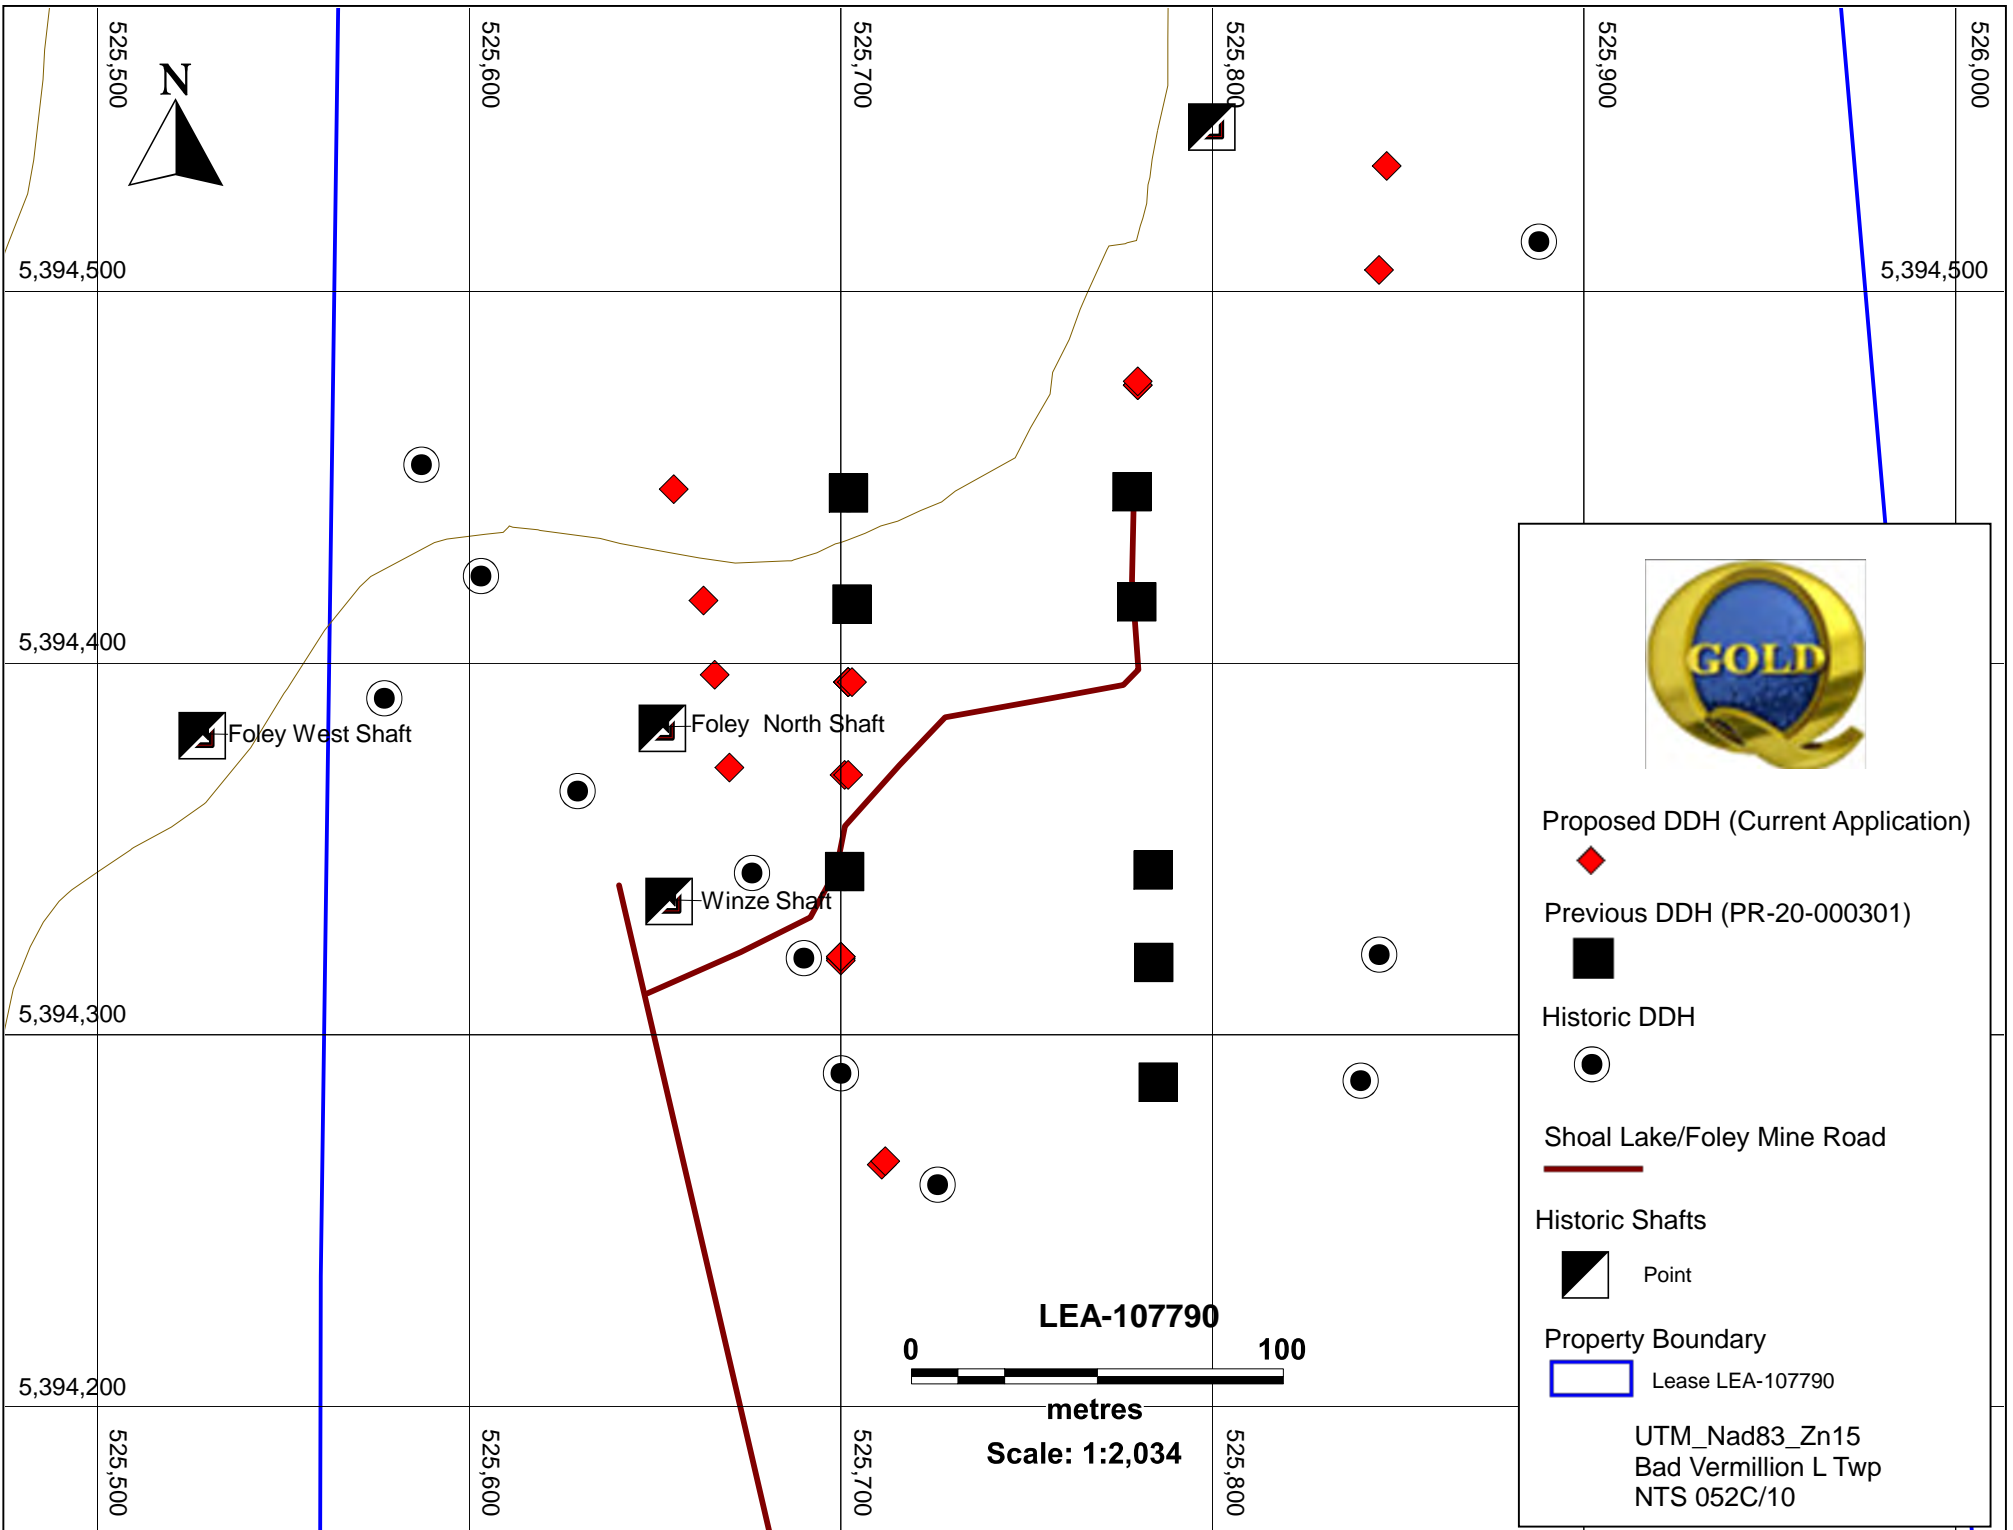 525,500
525,600
525,700
525,800
525,900
526,000
N
5,394,500
5,394,500
5,394,400
Foley West Shaft
Foley North Shaft
Winze Shaft
5,394,300
5,394,200
LEA-107790
0 100
metres
Scale: 1:2,034
525,500
525,600
525,700
525,800
GOLD
Proposed DDH (Current Application)
Previous DDH (PR-20-000301)
Historic DDH
Shoal Lake/Foley Mine Road
Historic Shafts
Point
Property Boundary
Lease LEA-107790
UTM_Nad83_Zn15
Bad Vermillion L Twp
NTS 052C/10